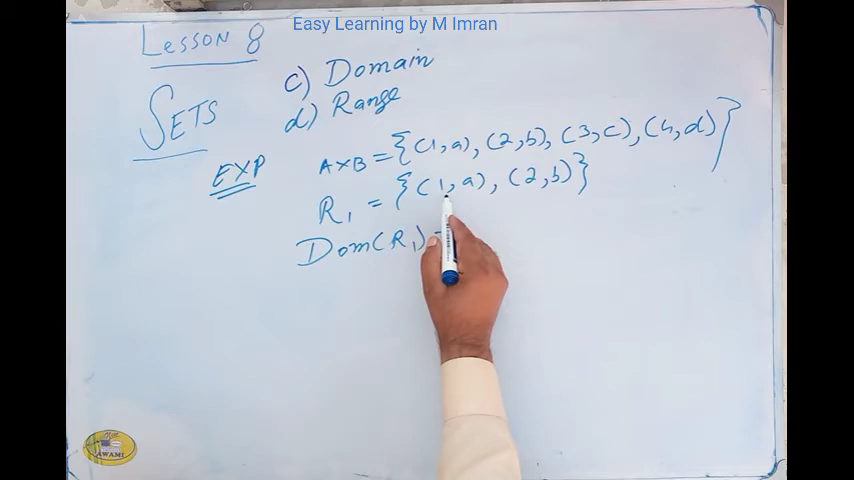 Easy Learning by M Imran
LESSON 8
SETS
c) Domain
d) Range
EXP
A×B = {(1,a), (2,b), (3,c), (4,d)}
R₁ = {(1,a), (2,b)}
Dom(R₁) =
AWAMI